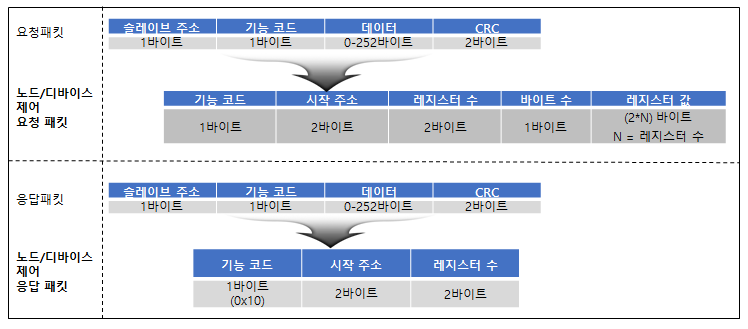 요청패킷
슬레이브 주소 기능 코드 데이터 CRC
1바이트 1바이트 0-252바이트 2바이트
노드/디바이스
제어
요청 패킷
기능 코드 시작 주소 레지스터 수 바이트 수 레지스터 값
1바이트 2바이트 2바이트 1바이트 (2*N) 바이트
N = 레지스터 수
응답패킷
슬레이브 주소 기능 코드 데이터 CRC
1바이트 1바이트 0-252바이트 2바이트
노드/디바이스
제어
응답 패킷
기능 코드 시작 주소 레지스터 수
1바이트 2바이트 2바이트
(0x10)